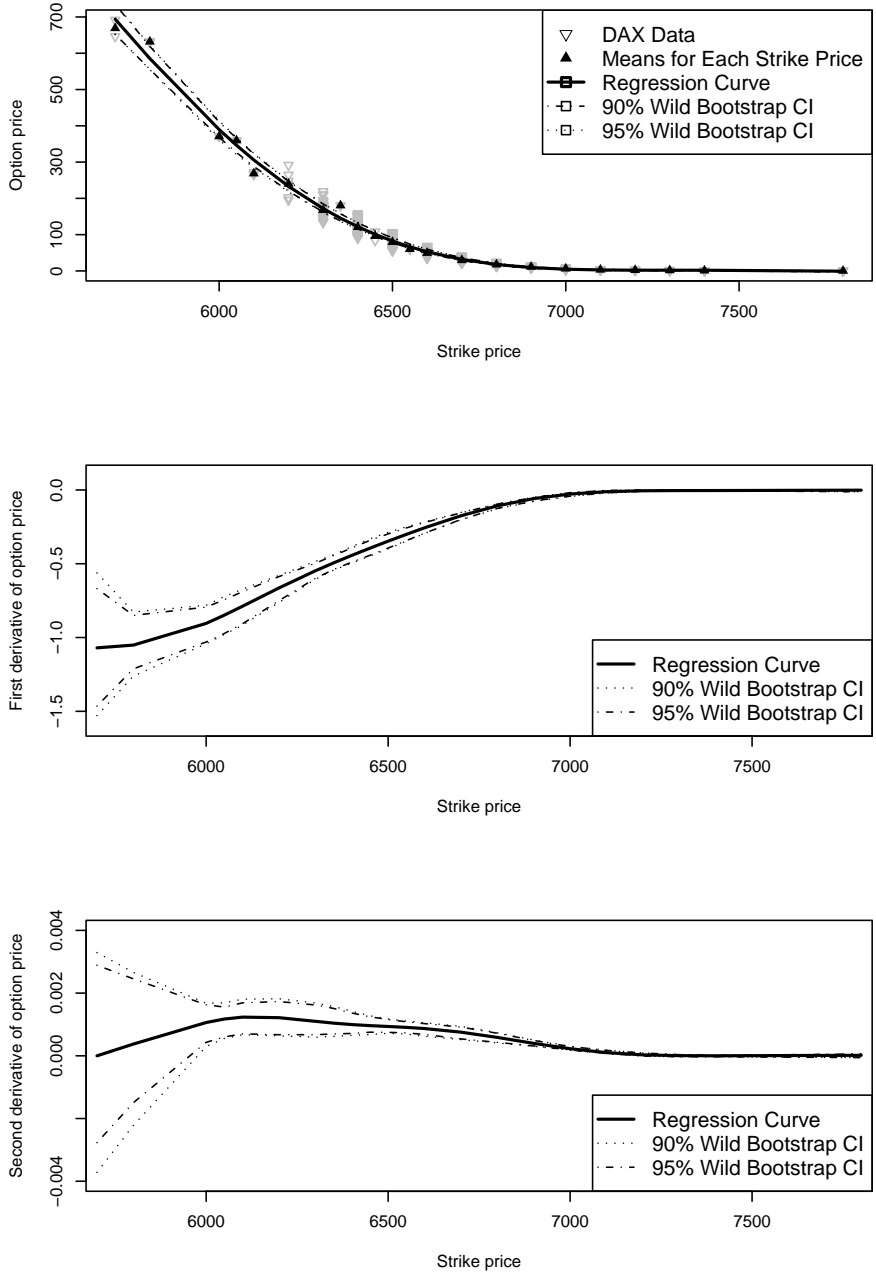 Option price
0
100
300
500
700
DAX Data
Means for Each Strike Price
Regression Curve
90% Wild Bootstrap CI
95% Wild Bootstrap CI
6000 6500 7000 7500
Strike price
First derivative of option price
−1.5
−1.0
−0.5
0.0
Regression Curve
90% Wild Bootstrap CI
95% Wild Bootstrap CI
6000 6500 7000 7500
Strike price
Second derivative of option price
−0.004
0.000
0.002
0.004
Regression Curve
90% Wild Bootstrap CI
95% Wild Bootstrap CI
6000 6500 7000 7500
Strike price